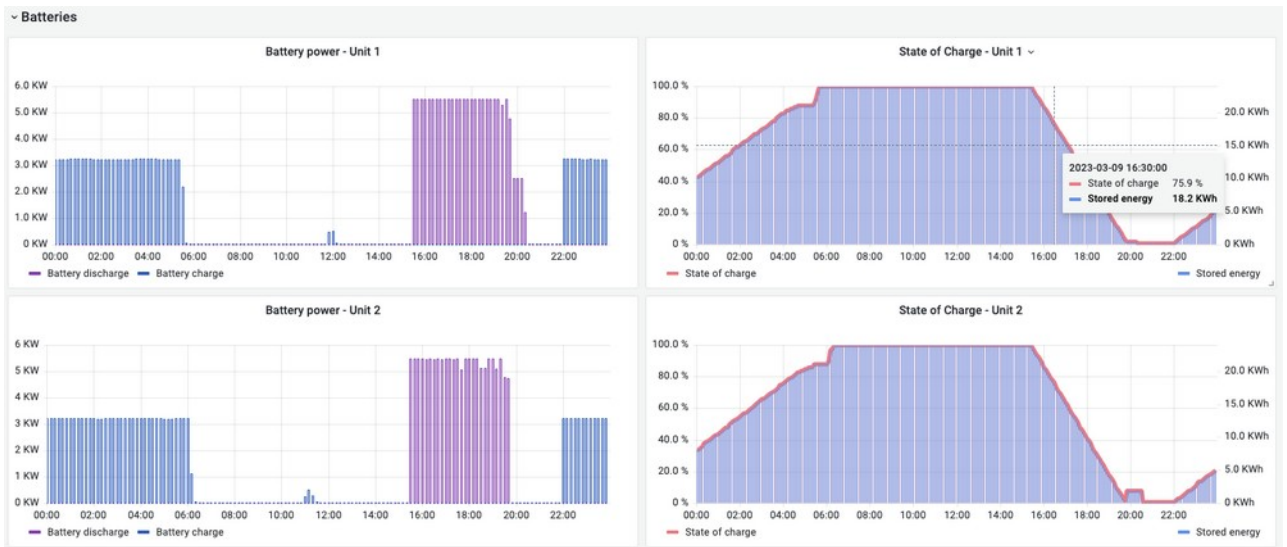 Batteries
Battery power - Unit 1
6.0 KW
5.0 KW
4.0 KW
3.0 KW
2.0 KW
1.0 KW
0 KW
00:00 02:00 04:00 06:00 08:00 10:00 12:00 14:00 16:00 18:00 20:00 22:00
Battery discharge Battery charge
State of Charge - Unit 1
100.0 %
80.0 % 20.0 KWh
60.0 % 15.0 KWh
40.0 % 10.0 KWh
20.0 % 5.0 KWh
0 % 0 KWh
2023-03-09 16:30:00
State of charge 75.9 %
Stored energy 18.2 KWh
00:00 02:00 04:00 06:00 08:00 10:00 12:00 14:00 16:00 18:00 20:00 22:00
State of charge Stored energy
Battery power - Unit 2
6 KW
5 KW
4 KW
3 KW
2 KW
1 KW
0 KW
00:00 02:00 04:00 06:00 08:00 10:00 12:00 14:00 16:00 18:00 20:00 22:00
Battery discharge Battery charge
State of Charge - Unit 2
100.0 %
80.0 % 20.0 KWh
60.0 % 15.0 KWh
40.0 % 10.0 KWh
20.0 % 5.0 KWh
0 % 0 KWh
00:00 02:00 04:00 06:00 08:00 10:00 12:00 14:00 16:00 18:00 20:00 22:00
State of charge Stored energy